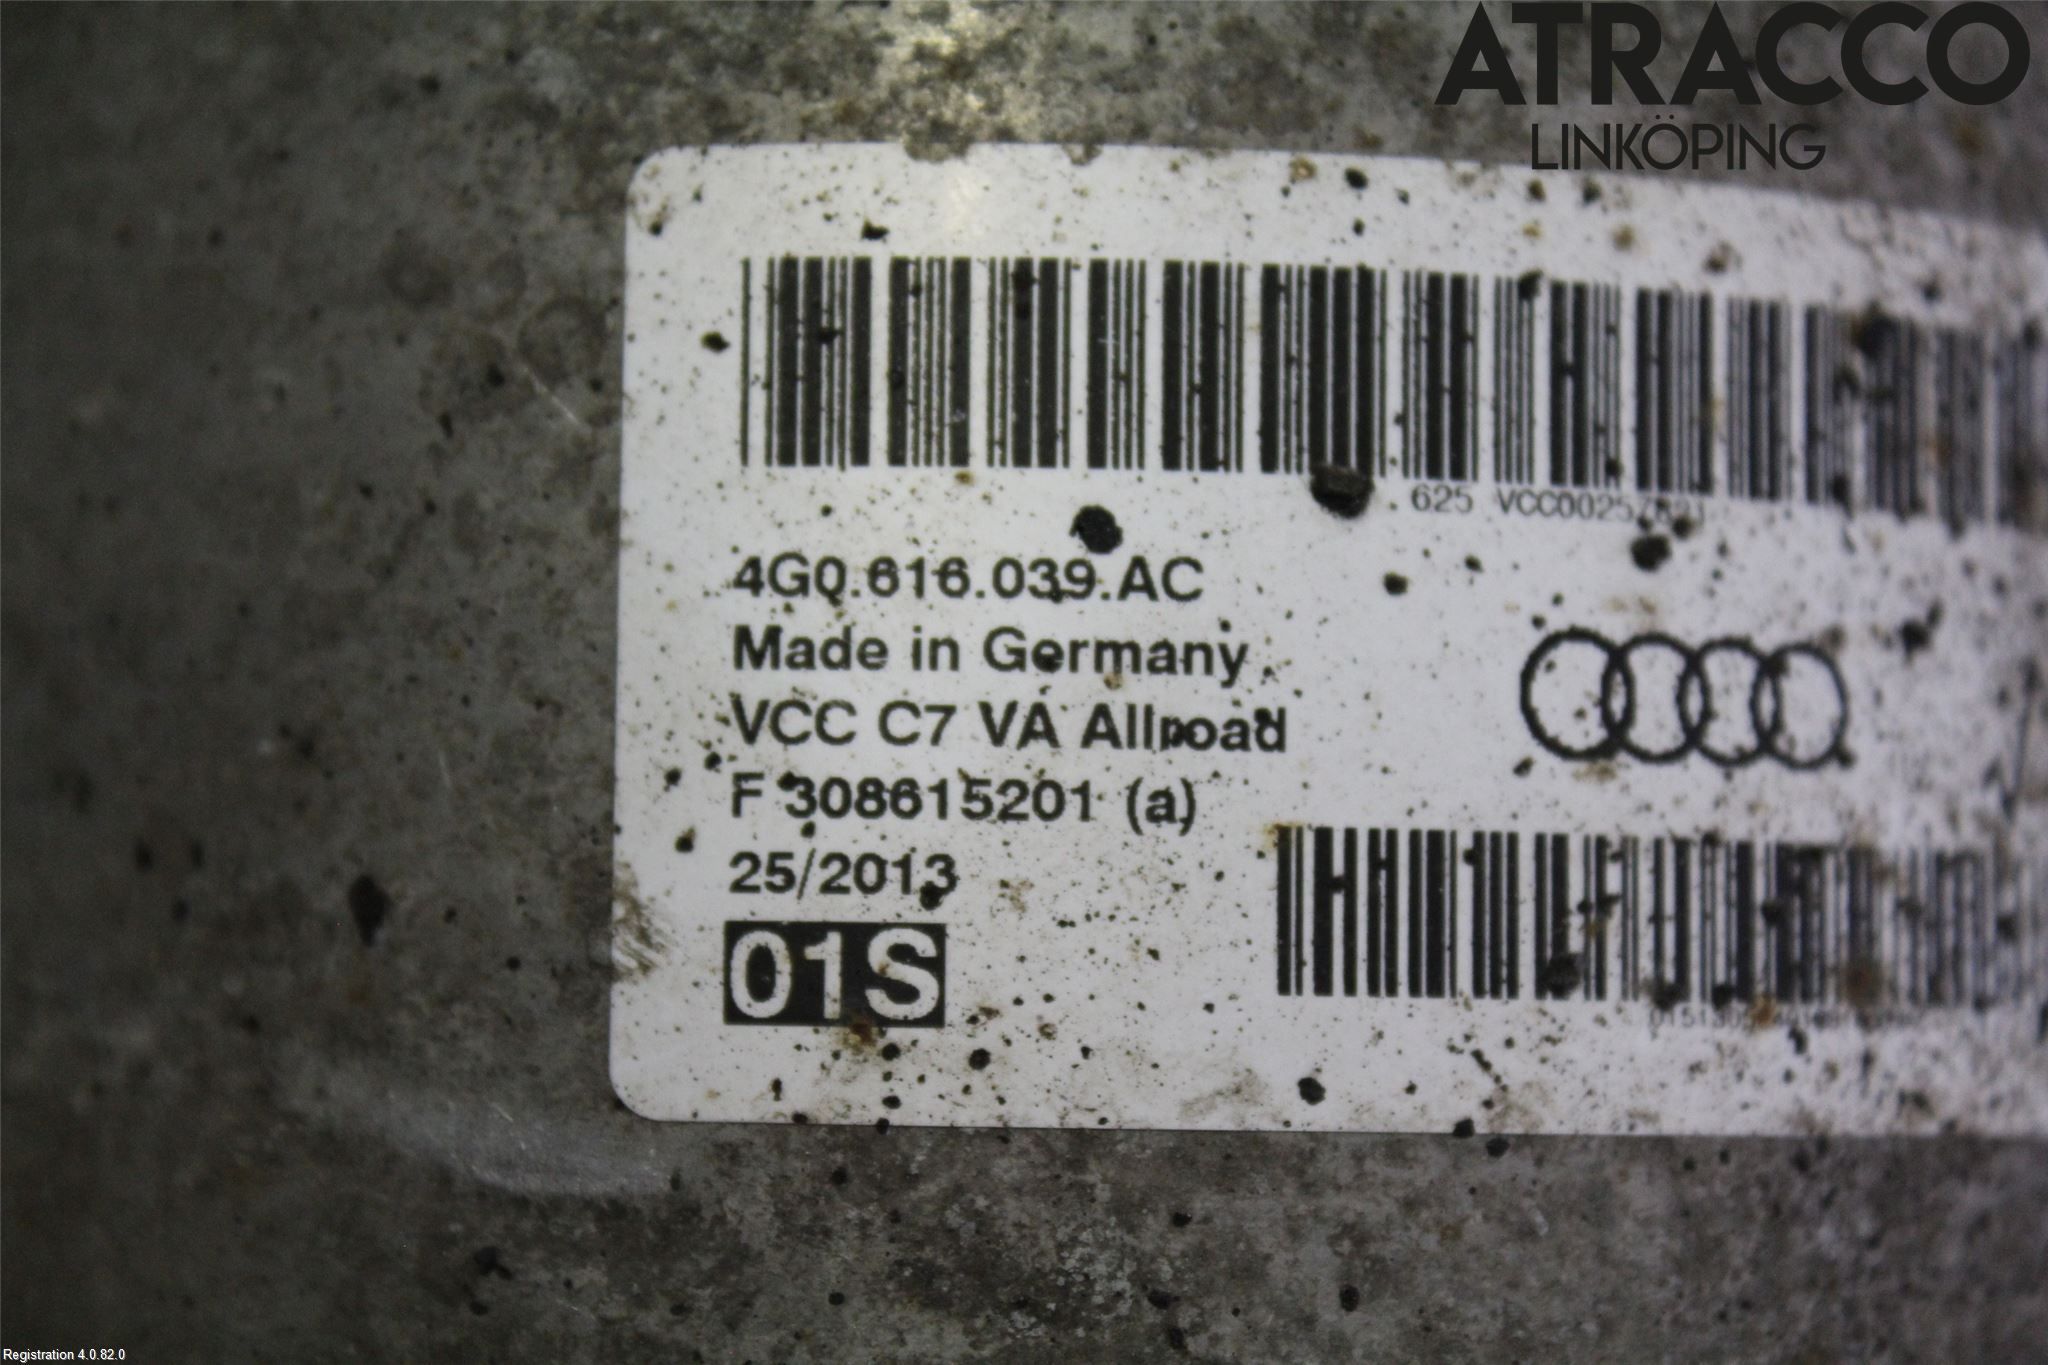 ATRACCO
LINKÖPING
625
4G0.616.039.AC
Made in Germany
VCC C7 VA Allroad
F 308615201 (a)
25/2013
01S
Registration 4.0.82.0